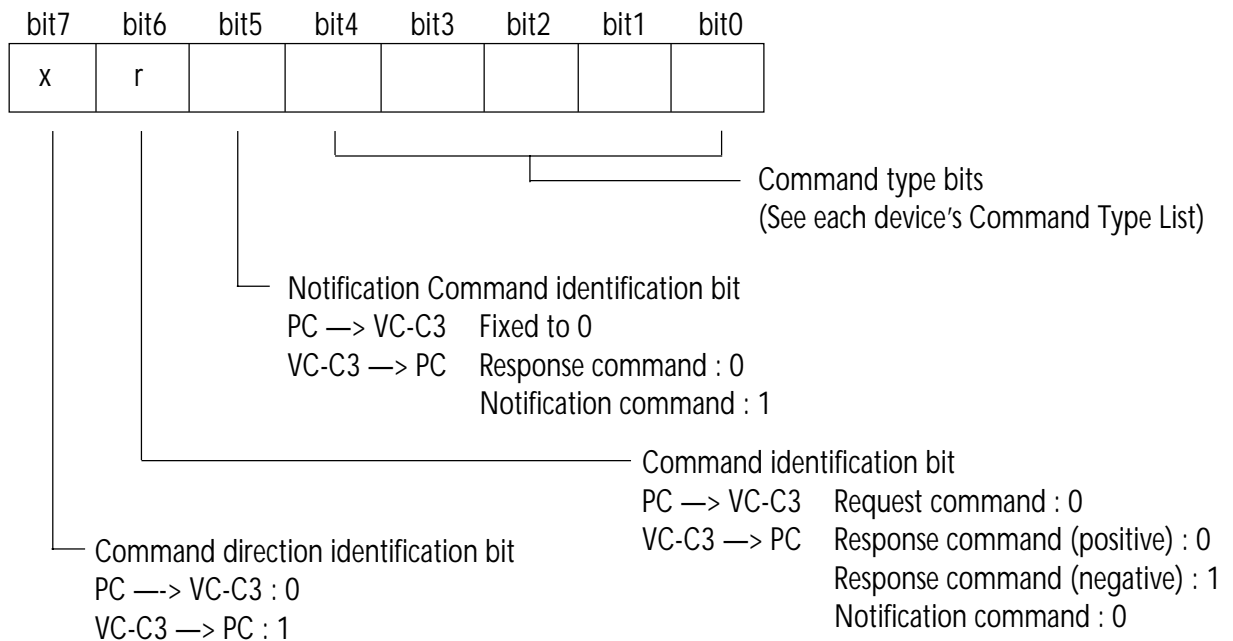 bit7 bit6 bit5 bit4 bit3 bit2 bit1 bit0
x r
Command type bits
(See each device's Command Type List)
Notification Command identification bit
PC —> VC-C3 Fixed to 0
VC-C3 —> PC Response command : 0
Notification command : 1
Command identification bit
PC —> VC-C3 Request command : 0
VC-C3 —> PC Response command (positive) : 0
Response command (negative) : 1
Notification command : 0
Command direction identification bit
PC —-> VC-C3 : 0
VC-C3 —> PC : 1